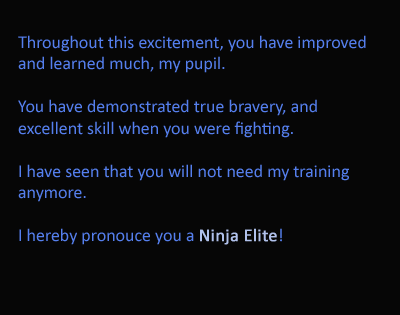 Throughout this excitement, you have improved
and learned much, my pupil.
You have demonstrated true bravery, and
excellent skill when you were fighting.
I have seen that you will not need my training
anymore.
I hereby pronouce you a Ninja Elite!